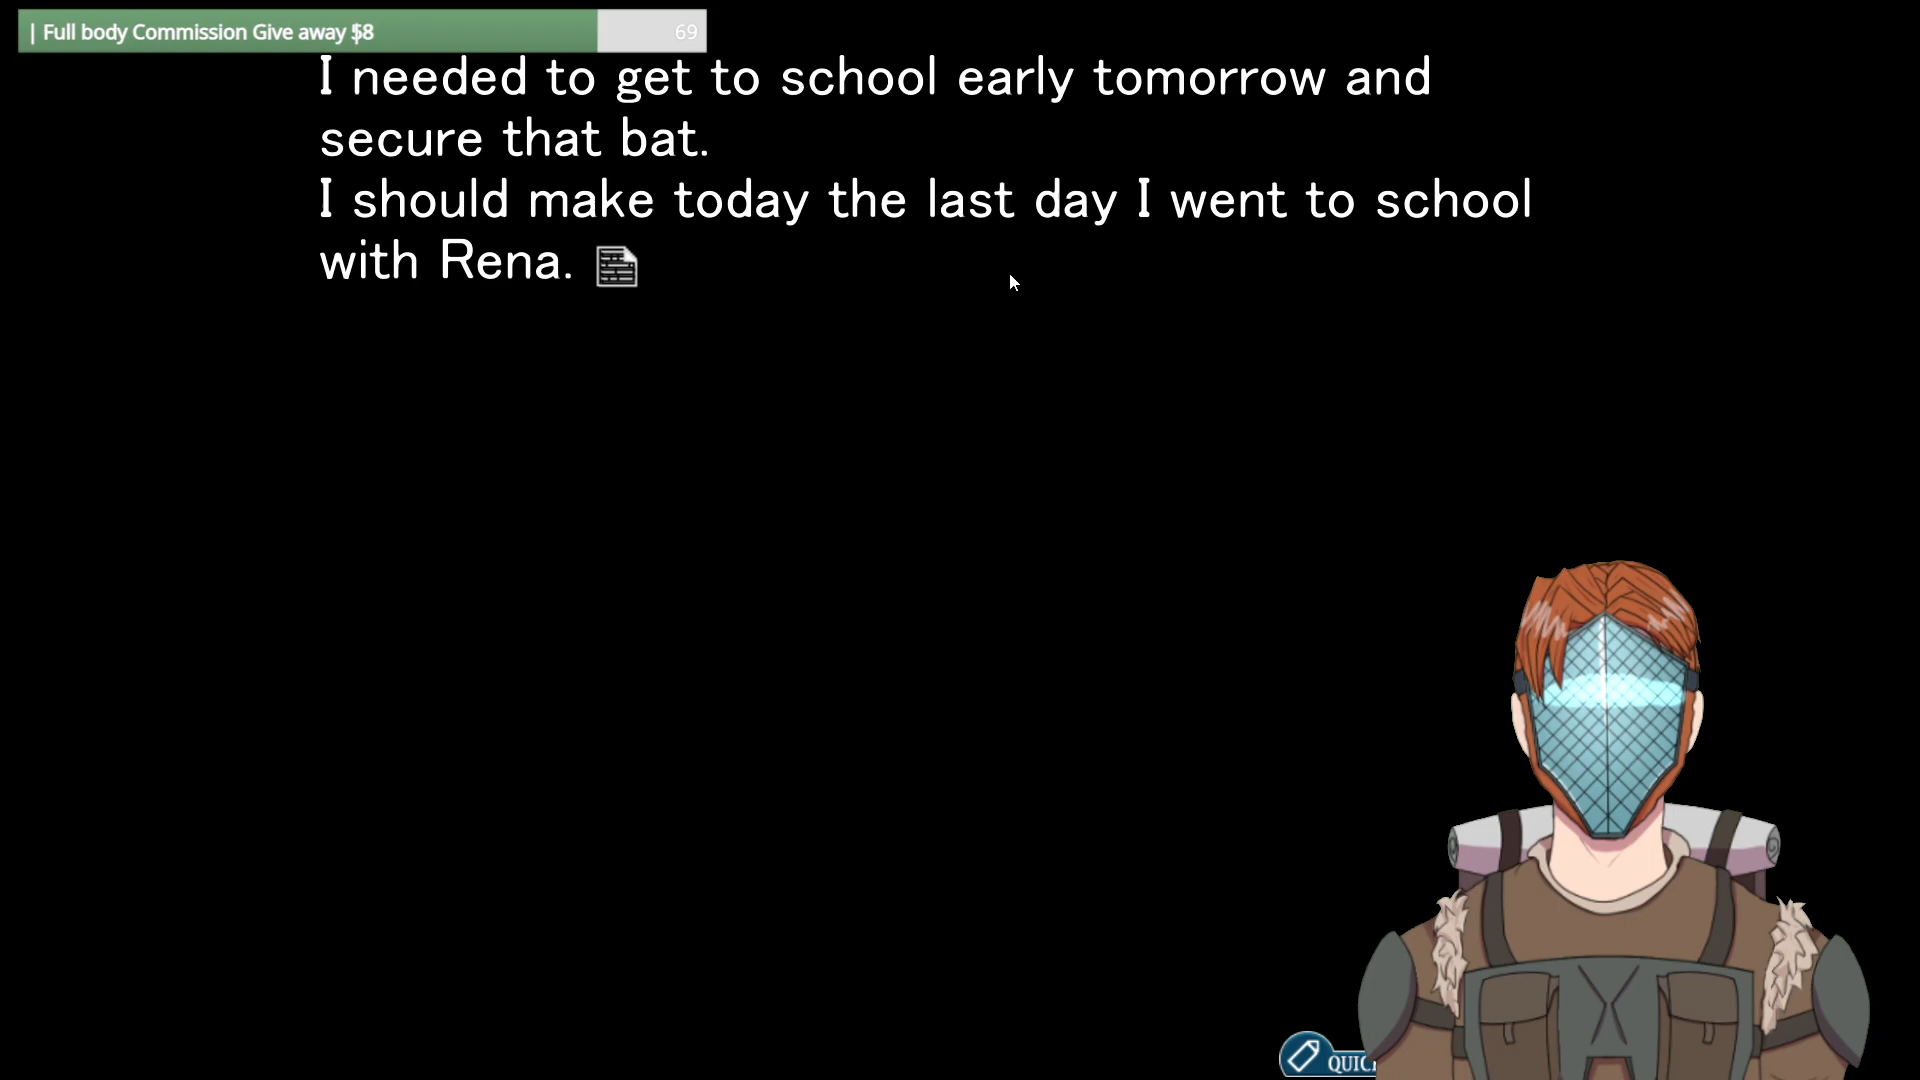 | Full body Commission Give away $8
69
I needed to get to school early tomorrow and
secure that bat.
I should make today the last day I went to school
with Rena.